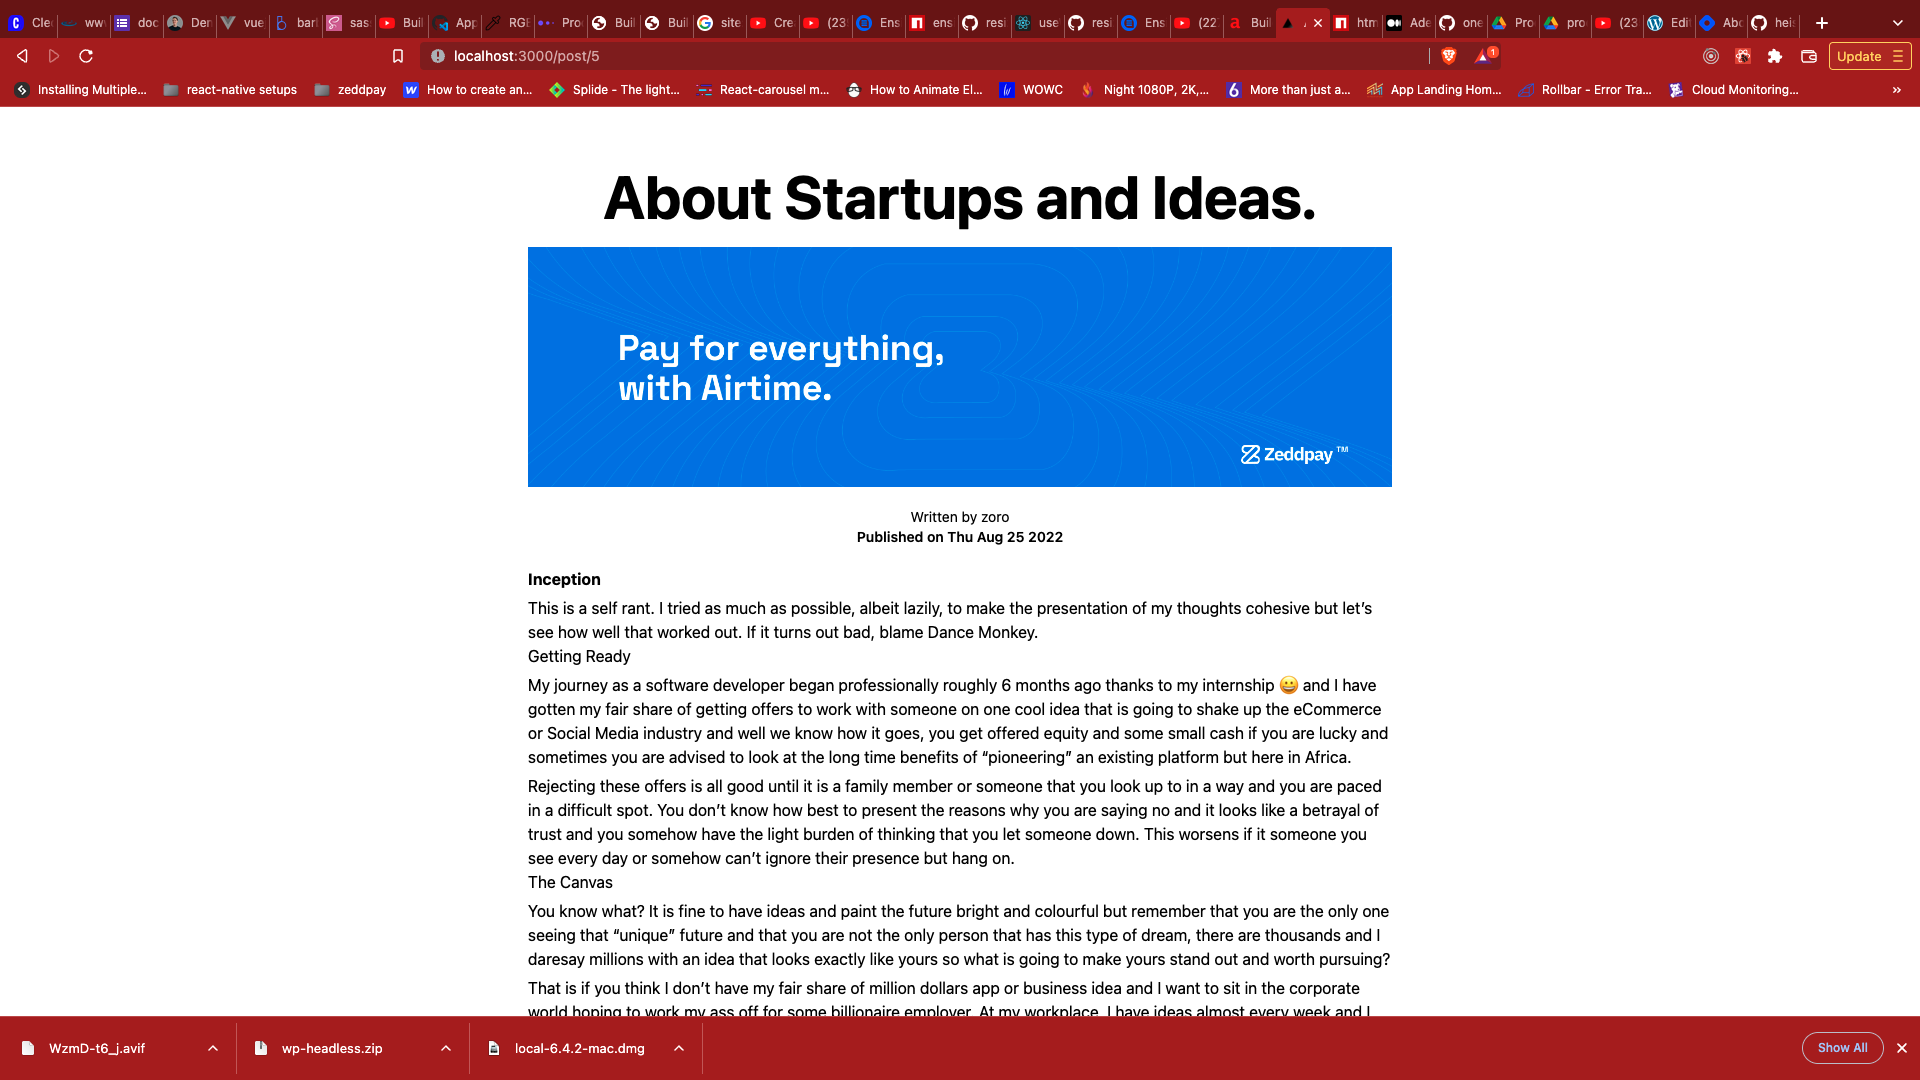 Cle
ww
doc
Der
vue
barl
sas
Buil
App
RGE
Pro
Buil
Buil
site
Cre
(23
Ens
ens
resi
use
resi
Ens
(22
Buil
htm
Ade
one
Pro
pro
(23
Edi
Abo
hei
localhost:3000/post/5
1
Update
Installing Multiple...
react-native setups
zeddpay
How to create an...
Splide - The light...
React-carousel m...
How to Animate El...
WOWC
Night 1080P, 2K,...
More than just a...
App Landing Hom...
Rollbar - Error Tra...
Cloud Monitoring...
About Startups and Ideas.
Pay for everything,
with Airtime.
Zeddpay TM
Written by zoro
Published on Thu Aug 25 2022
Inception
This is a self rant. I tried as much as possible, albeit lazily, to make the presentation of my thoughts cohesive but let’s
see how well that worked out. If it turns out bad, blame Dance Monkey.
Getting Ready
My journey as a software developer began professionally roughly 6 months ago thanks to my internship 😀 and I have
gotten my fair share of getting offers to work with someone on one cool idea that is going to shake up the eCommerce
or Social Media industry and well we know how it goes, you get offered equity and some small cash if you are lucky and
sometimes you are advised to look at the long time benefits of “pioneering” an existing platform but here in Africa.
Rejecting these offers is all good until it is a family member or someone that you look up to in a way and you are paced
in a difficult spot. You don’t know how best to present the reasons why you are saying no and it looks like a betrayal of
trust and you somehow have the light burden of thinking that you let someone down. This worsens if it someone you
see every day or somehow can’t ignore their presence but hang on.
The Canvas
You know what? It is fine to have ideas and paint the future bright and colourful but remember that you are the only one
seeing that “unique” future and that you are not the only person that has this type of dream, there are thousands and I
daresay millions with an idea that looks exactly like yours so what is going to make yours stand out and worth pursuing?
That is if you think I don’t have my fair share of million dollars app or business idea and I want to sit in the corporate
world hoping to work my ass off for some billionaire employer. At my workplace, I have ideas almost every week and I
WzmD-t6_j.avif
wp-headless.zip
local-6.4.2-mac.dmg
Show All